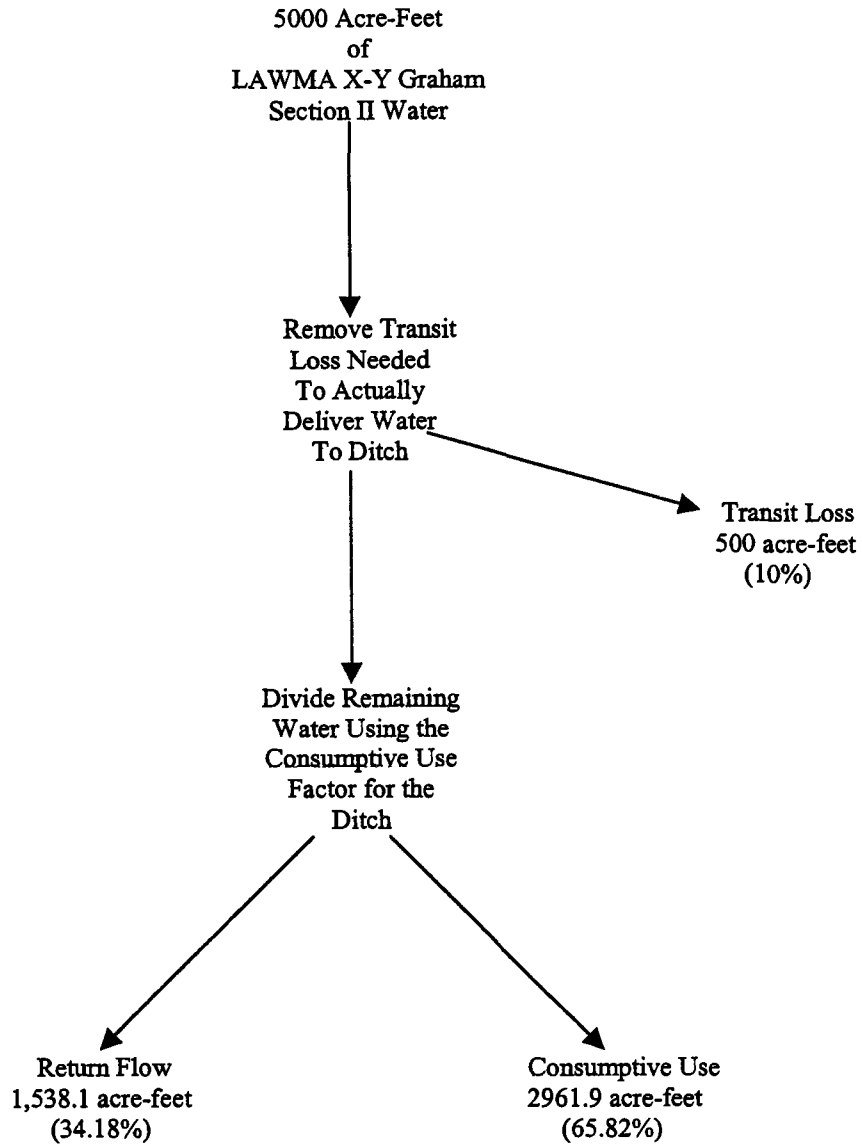 5000 Acre-Feet
of
LAWMA X-Y Graham
Section II Water
Remove Transit
Loss Needed
To Actually
Deliver Water
To Ditch
Transit Loss
500 acre-feet
(10%)
Divide Remaining
Water Using the
Consumptive Use
Factor for the
Ditch
Return Flow
1,538.1 acre-feet
(34.18%)
Consumptive Use
2961.9 acre-feet
(65.82%)